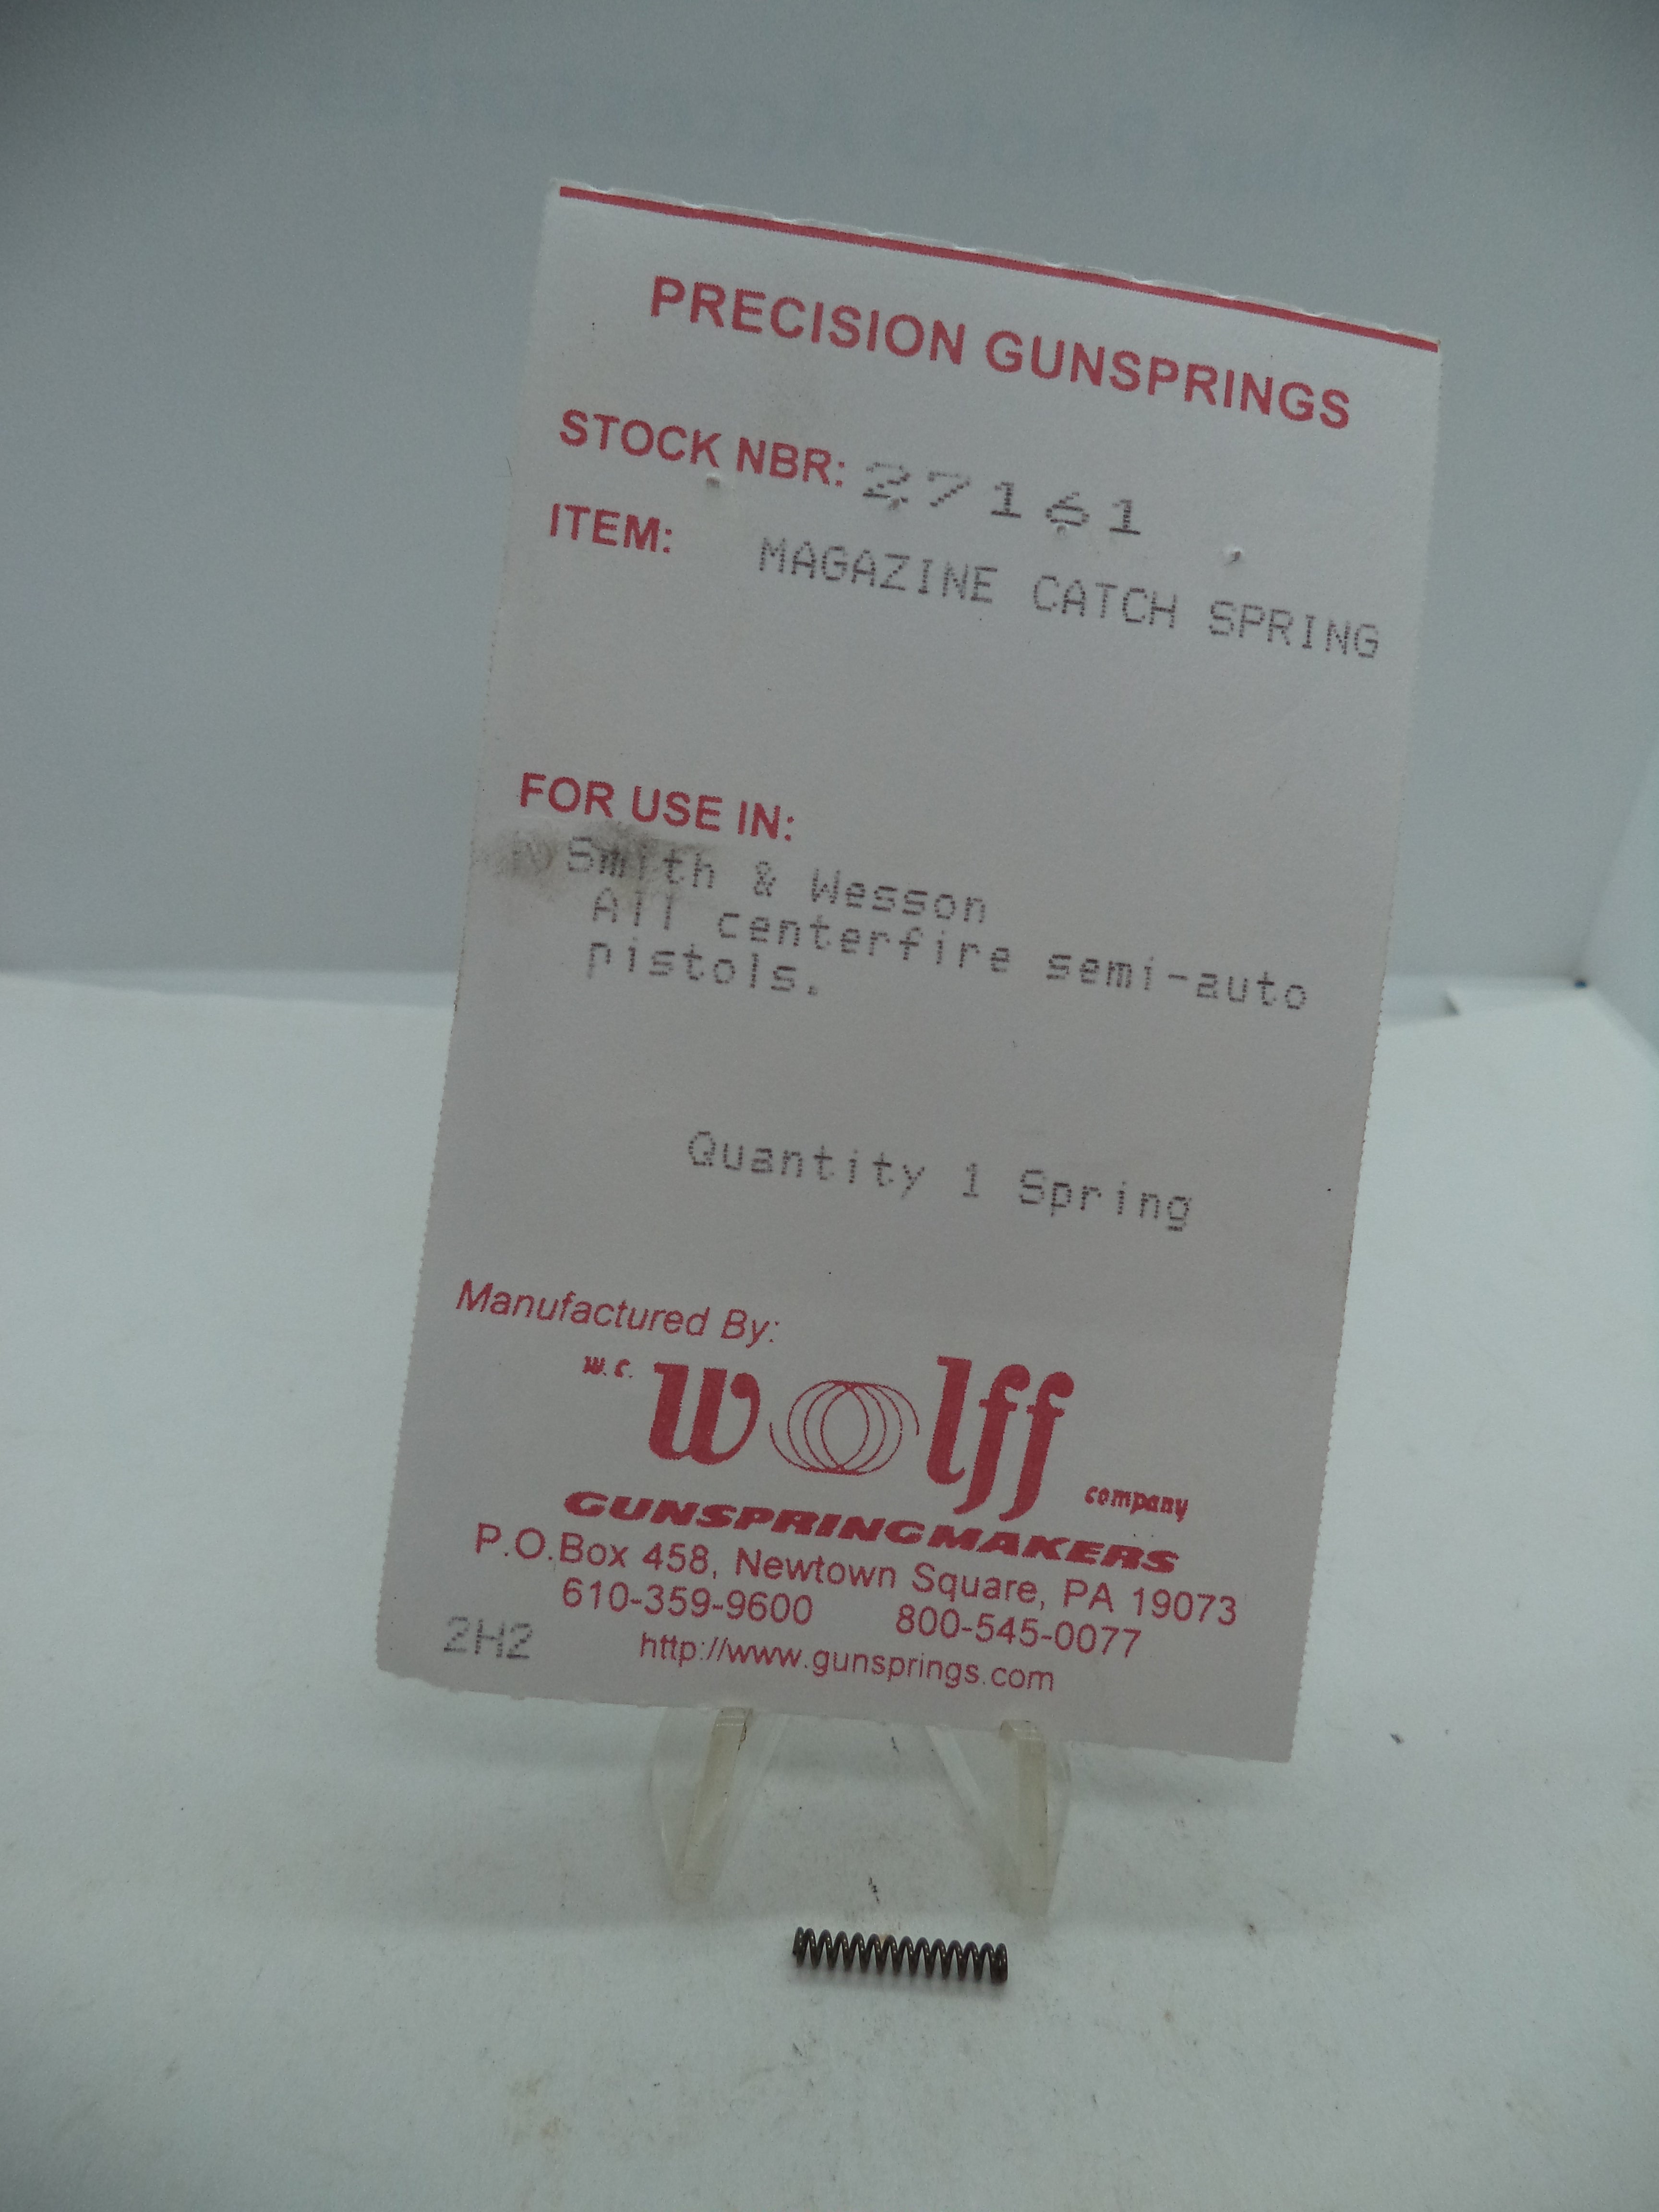 PRECISION GUNSPRINGS
STOCK NBR: 27161
ITEM: MAGAZINE CATCH SPRING
FOR USE IN:
Smith & Wesson
All centerfire semi-auto
pistols.
Quantity 1 Spring
Manufactured By:
W.C. Wolff company
GUNSPRINGMAKERS
P.O.Box 458, Newtown Square, PA 19073
610-359-9600 800-545-0077
2H2 http://www.gunsprings.com